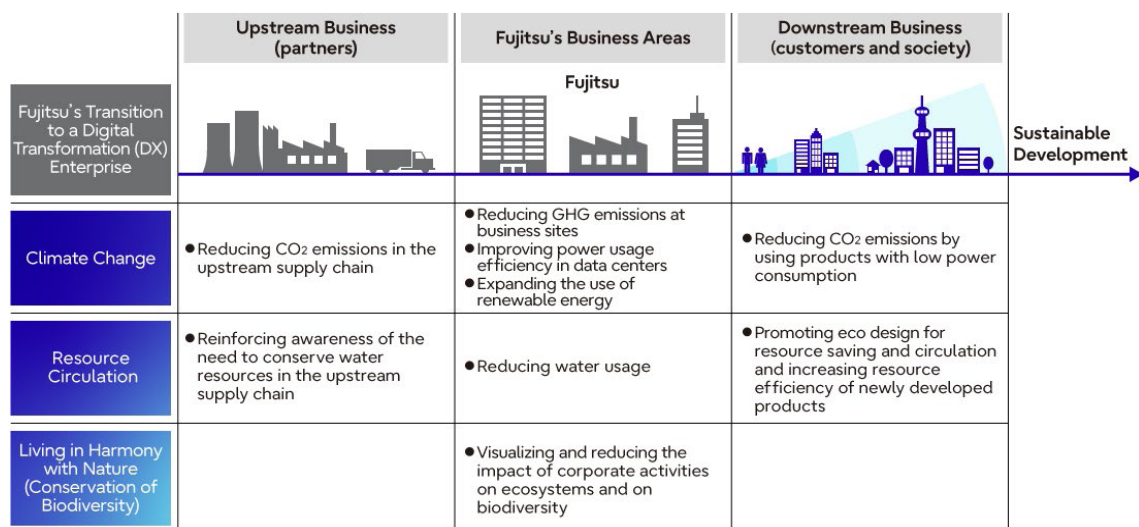 Upstream Business
(partners)
Fujitsu's Business Areas
Downstream Business
(customers and society)
Fujitsu's Transition
to a Digital
Transformation (DX)
Enterprise
Fujitsu
Sustainable
Development
Climate Change
●Reducing CO2 emissions in the
upstream supply chain
●Reducing GHG emissions at
business sites
●Improving power usage
efficiency in data centers
●Expanding the use of
renewable energy
●Reducing CO2 emissions by
using products with low power
consumption
Resource
Circulation
●Reinforcing awareness of the
need to conserve water
resources in the upstream
supply chain
●Reducing water usage
●Promoting eco design for
resource saving and circulation
and increasing resource
efficiency of newly developed
products
Living in Harmony
with Nature
(Conservation of
Biodiversity)
●Visualizing and reducing the
impact of corporate activities
on ecosystems and on
biodiversity